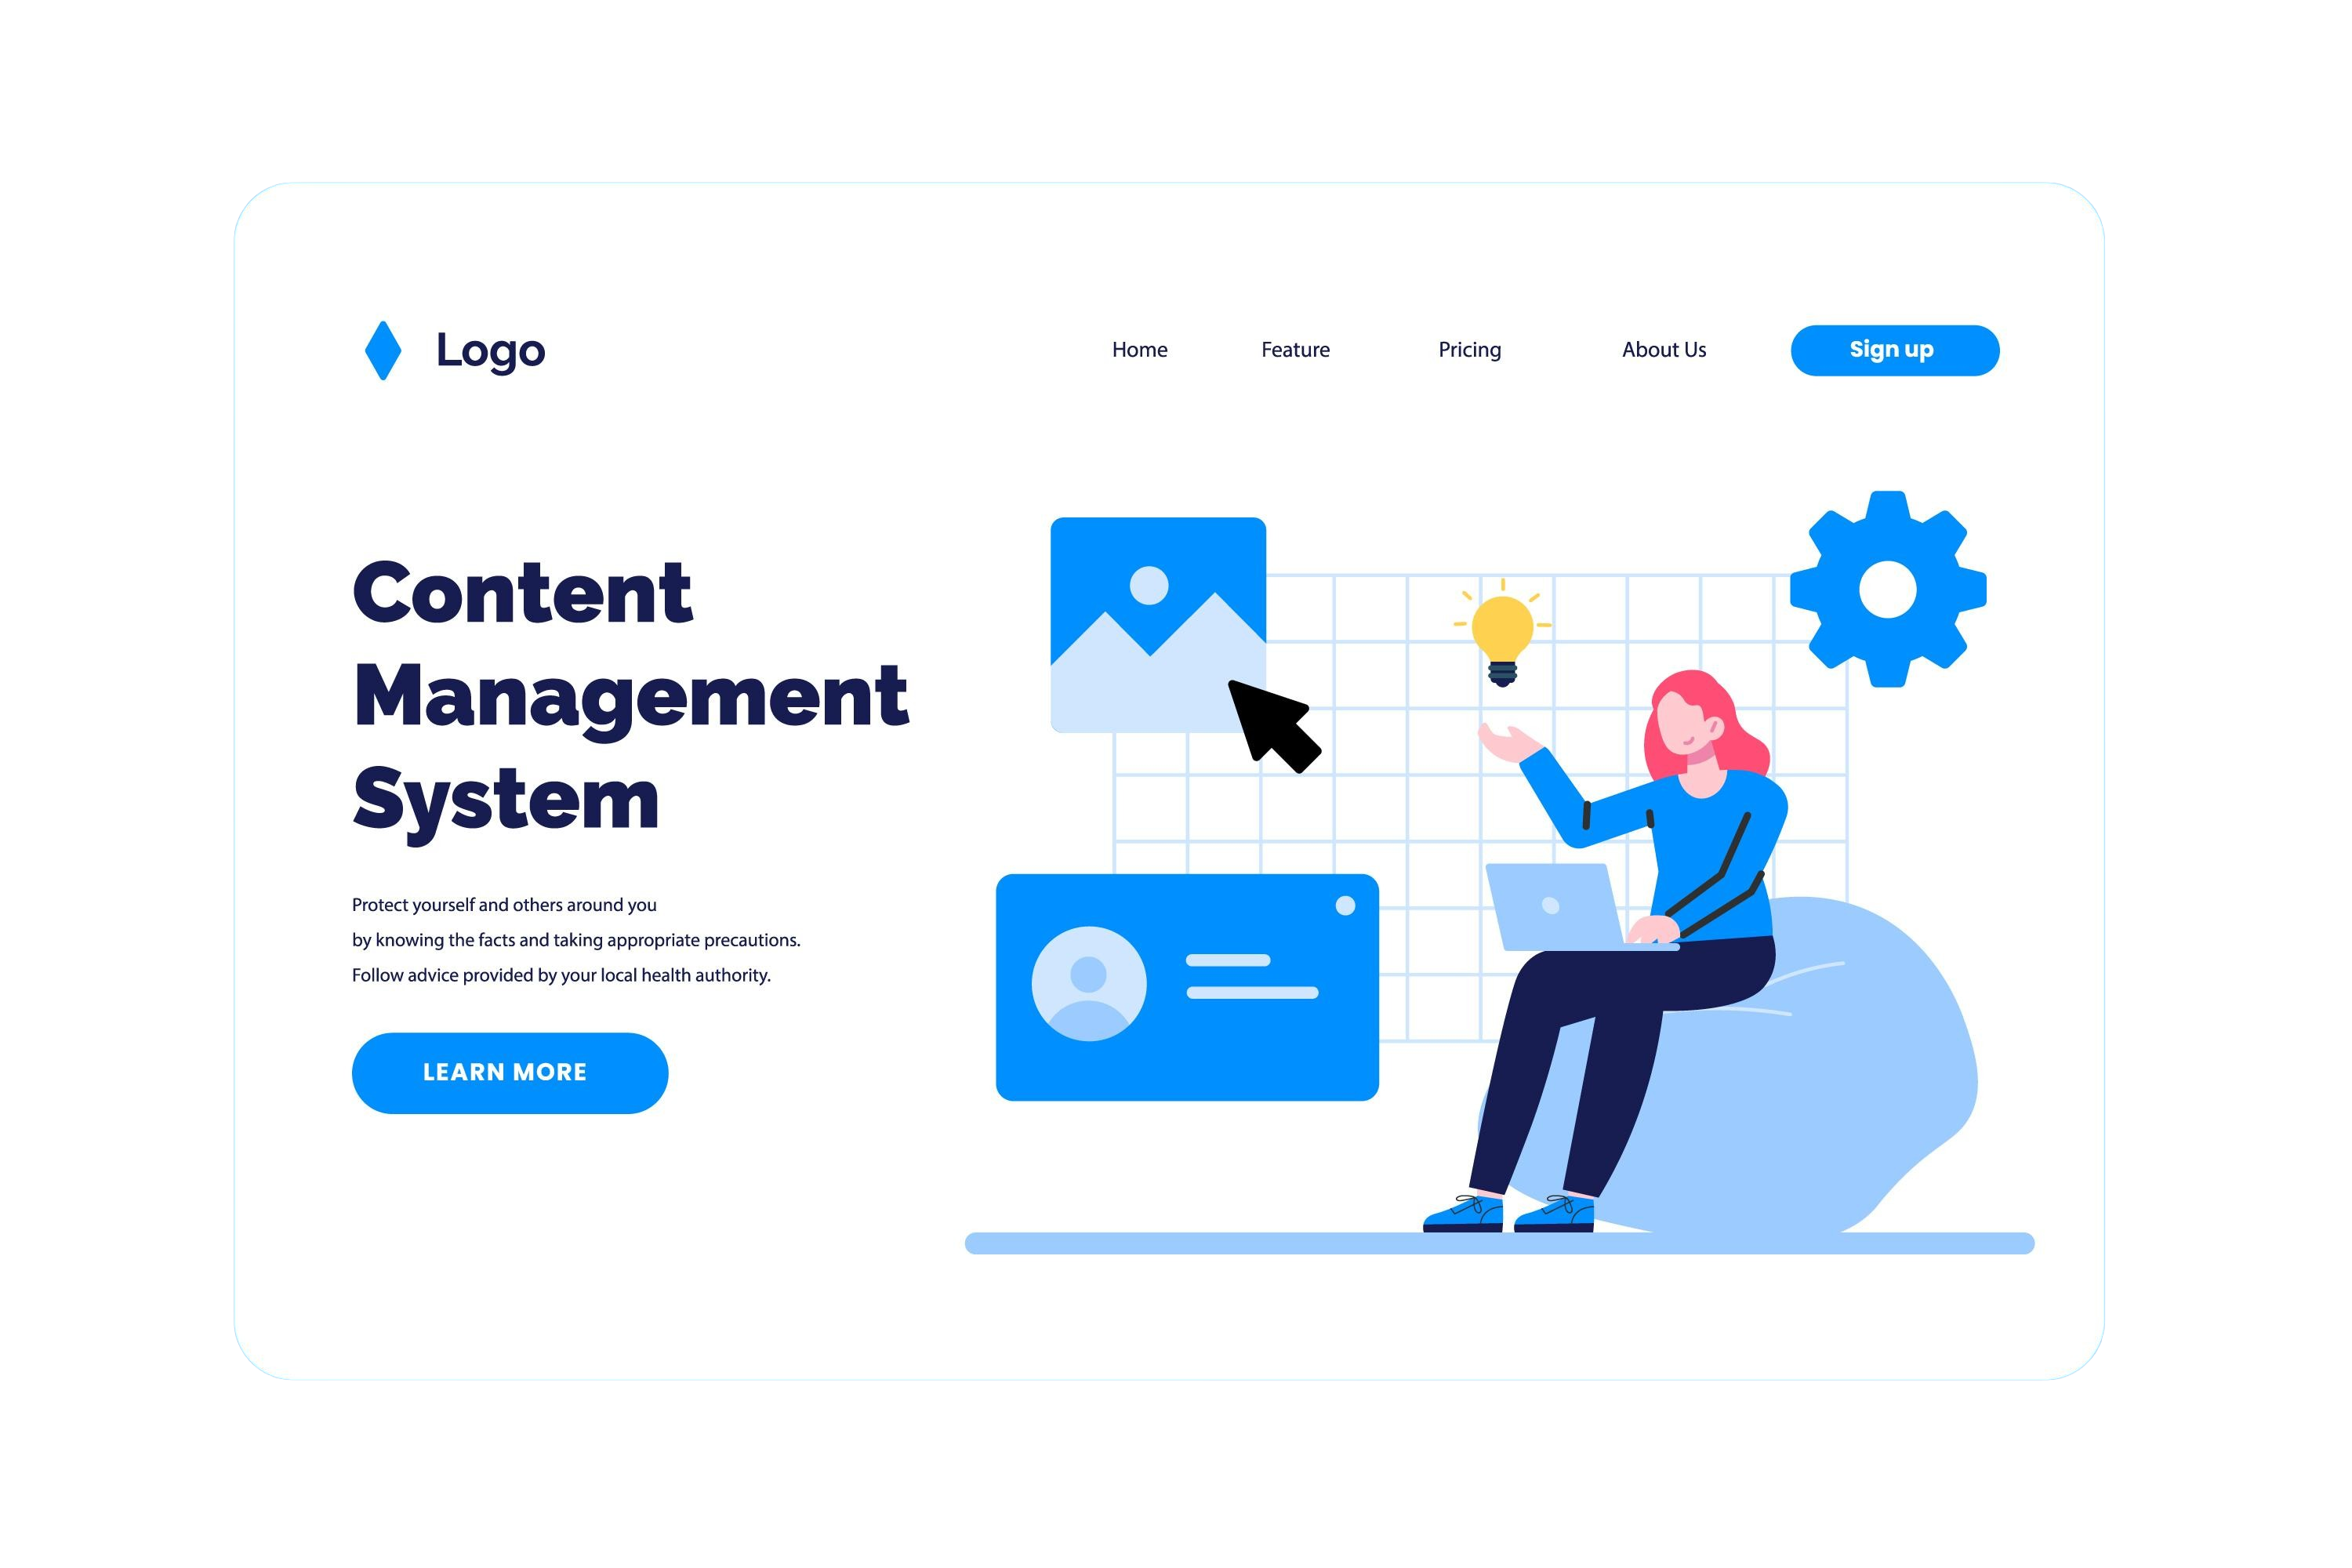 Logo
Home Feature Pricing About Us Sign up
Content
Management
System
Protect yourself and others around you
by knowing the facts and taking appropriate precautions.
Follow advice provided by your local health authority.
LEARN MORE